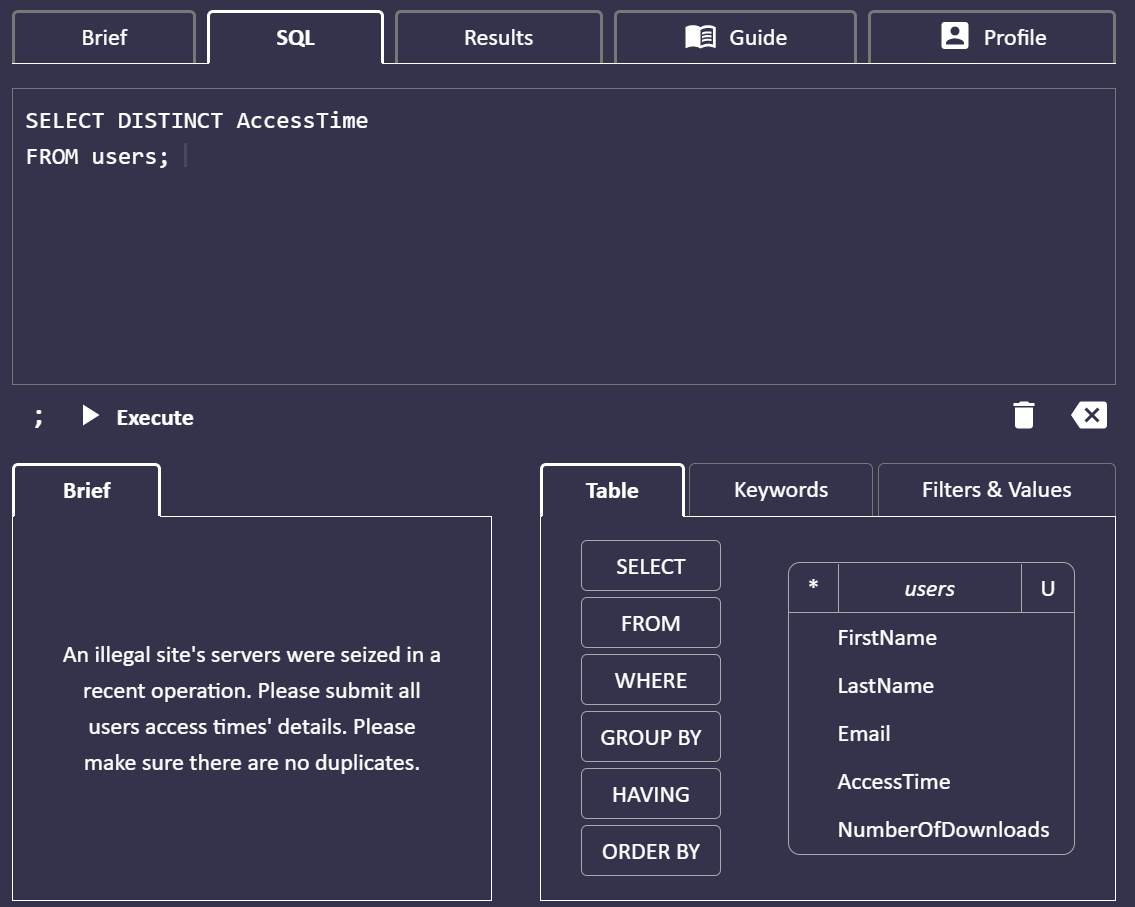 Brief
SQL
Results
Guide
Profile
SELECT DISTINCT AccessTime
FROM users;
;
Execute
Brief
An illegal site's servers were seized in a
recent operation. Please submit all
users access times' details. Please
make sure there are no duplicates.
Table
Keywords
Filters & Values
SELECT
FROM
WHERE
GROUP BY
HAVING
ORDER BY
* users U
FirstName
LastName
Email
AccessTime
NumberOfDownloads